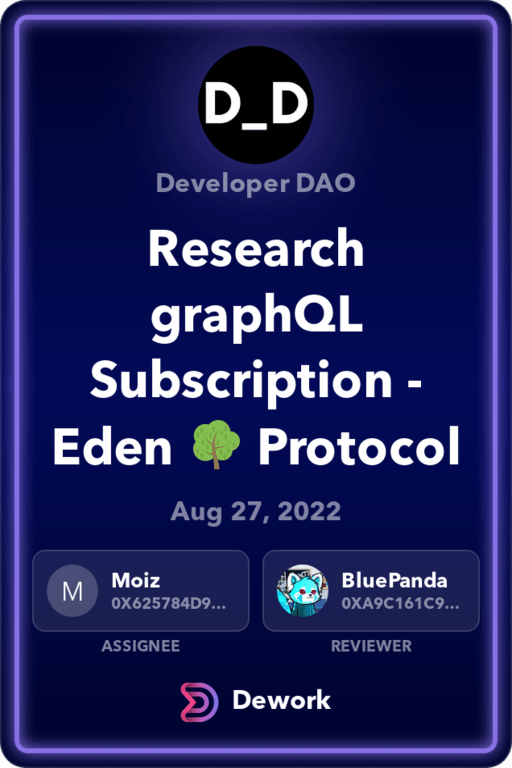 D_D
Developer DAO
Research
graphQL
Subscription -
Eden 🌳 Protocol
Aug 27, 2022
M
Moiz
0X625784D9...
BluePanda
0XA9C161C9...
ASSIGNEE
REVIEWER
Dework